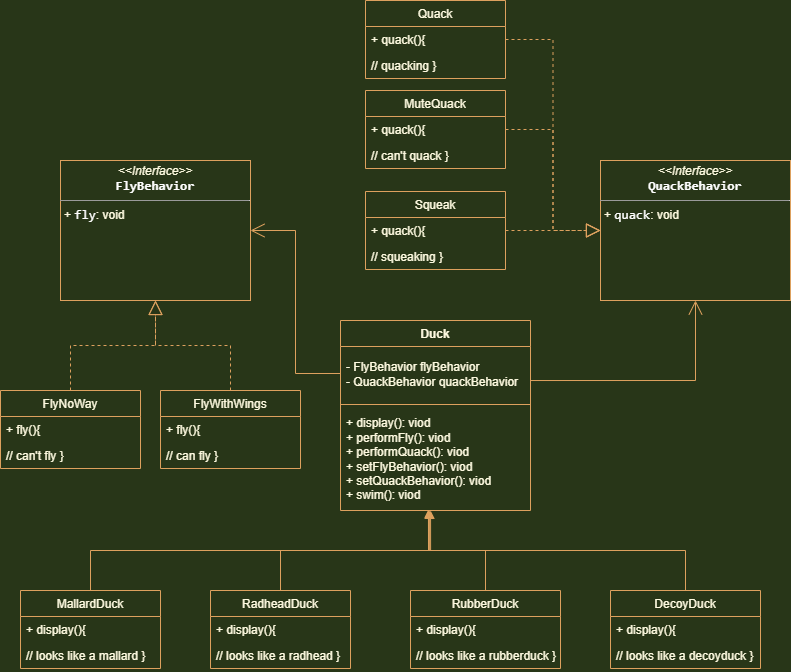 Quack
+ quack(){
// quacking }
MuteQuack
+ quack(){
// can't quack }
<<Interface>>
FlyBehavior
+ fly: void
Squeak
+ quack(){
// squeaking }
<<Interface>>
QuackBehavior
+ quack: void
Duck
- FlyBehavior flyBehavior
- QuackBehavior quackBehavior
+ display(): viod
+ performFly(): viod
+ performQuack(): viod
+ setFlyBehavior(): viod
+ setQuackBehavior(): viod
+ swim(): viod
FlyNoWay
+ fly(){
// can't fly }
FlyWithWings
+ fly(){
// can fly }
MallardDuck
+ display(){
// looks like a mallard }
RadheadDuck
+ display(){
// looks like a radhead }
RubberDuck
+ display(){
// looks like a rubberduck }
DecoyDuck
+ display(){
// looks like a decoyduck }